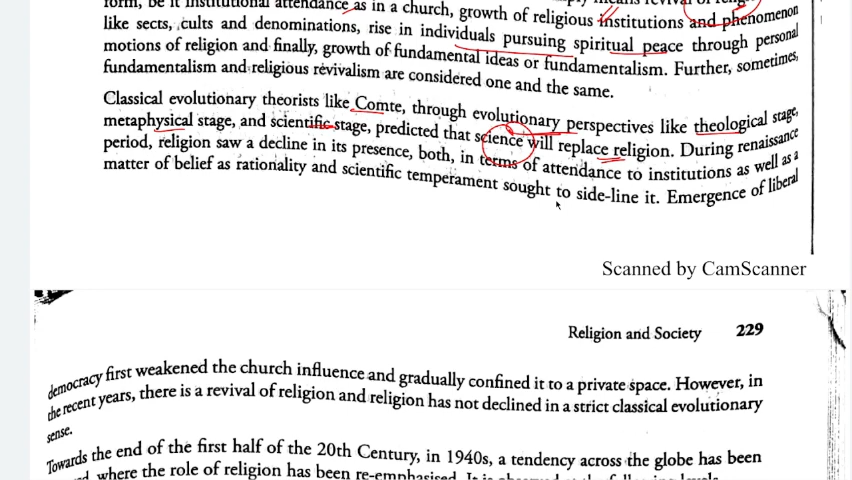 form, be it institutional attendance as in a church, growth of religious institutions and phenomenon
like sects, cults and denominations, rise in individuals pursuing spiritual peace through personal
motions of religion and finally, growth of fundamental ideas or fundamentalism. Further, sometimes,
fundamentalism and religious revivalism are considered one and the same.
Classical evolutionary theorists like Comte, through evolutionary perspectives like theological stage,
metaphysical stage, and scientific stage, predicted that science will replace religion. During renaissance
period, religion saw a decline in its presence, both, in terms of attendance to institutions as well as a
matter of belief as rationality and scientific temperament sought to side-line it. Emergence of liberal
Scanned by CamScanner
Religion and Society 229
democracy first weakened the church influence and gradually confined it to a private space. However, in
the recent years, there is a revival of religion and religion has not declined in a strict classical evolutionary
sense.
Towards the end of the first half of the 20th Century, in 1940s, a tendency across the globe has been
where the role of religion has been re-emphasised. It is